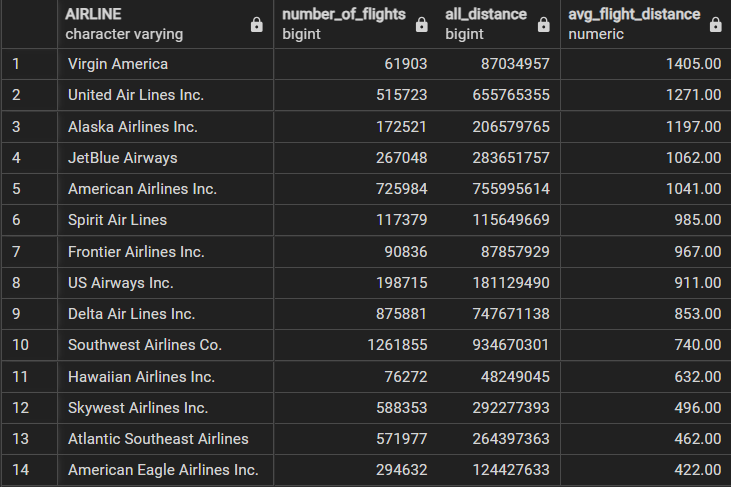 AIRLINE number_of_flights all_distance avg_flight_distance
character varying bigint bigint numeric
1 Virgin America 61903 87034957 1405.00
2 United Air Lines Inc. 515723 655765355 1271.00
3 Alaska Airlines Inc. 172521 206579765 1197.00
4 JetBlue Airways 267048 283651757 1062.00
5 American Airlines Inc. 725984 755995614 1041.00
6 Spirit Air Lines 117379 115649669 985.00
7 Frontier Airlines Inc. 90836 87857929 967.00
8 US Airways Inc. 198715 181129490 911.00
9 Delta Air Lines Inc. 875881 747671138 853.00
10 Southwest Airlines Co. 1261855 934670301 740.00
11 Hawaiian Airlines Inc. 76272 48249045 632.00
12 Skywest Airlines Inc. 588353 292277393 496.00
13 Atlantic Southeast Airlines 571977 264397363 462.00
14 American Eagle Airlines Inc. 294632 124427633 422.00